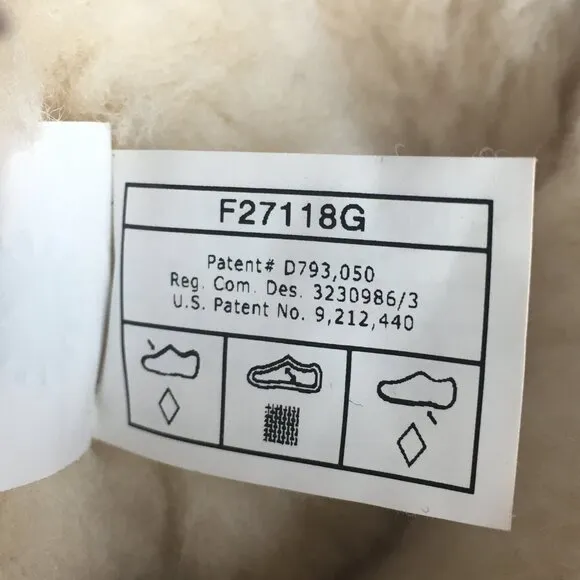 F27118G
Patent# D793,050
Reg. Com. Des. 3230986/3
U.S. Patent No. 9,212,440